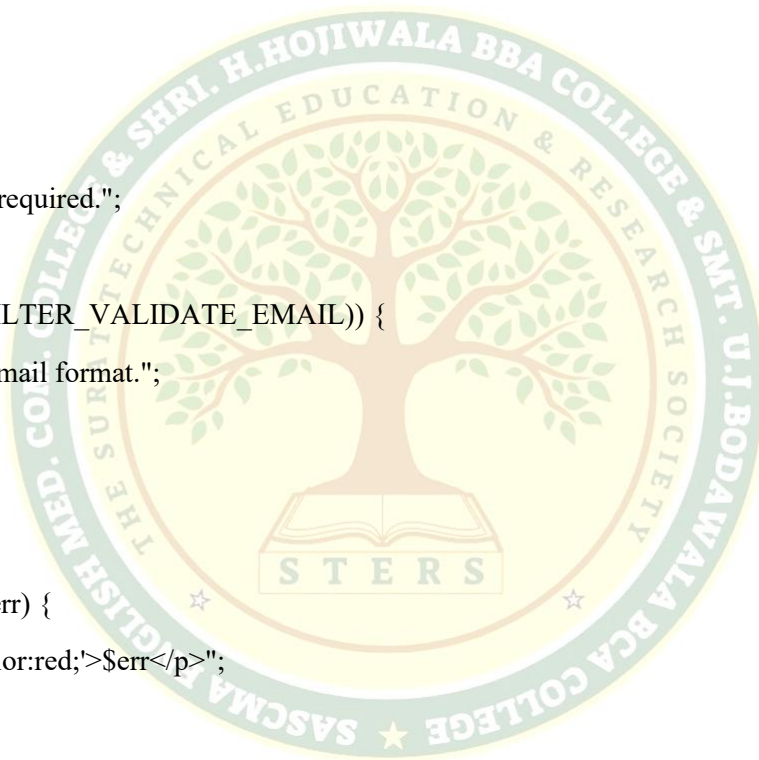 SASCMA ENGLISH MED. COM. COLLEGE & SHRI. H.HOJIWALA BBA COLLEGE & SMT. U.J.BODAWALA BCA COLLEGE
THE SURAT TECHNICAL EDUCATION & RESEARCH SOCIETY
required.";
LTER_VALIDATE_EMAIL)) {
mail format.";
STERS
rr) {
or:red;'>$err</p>";